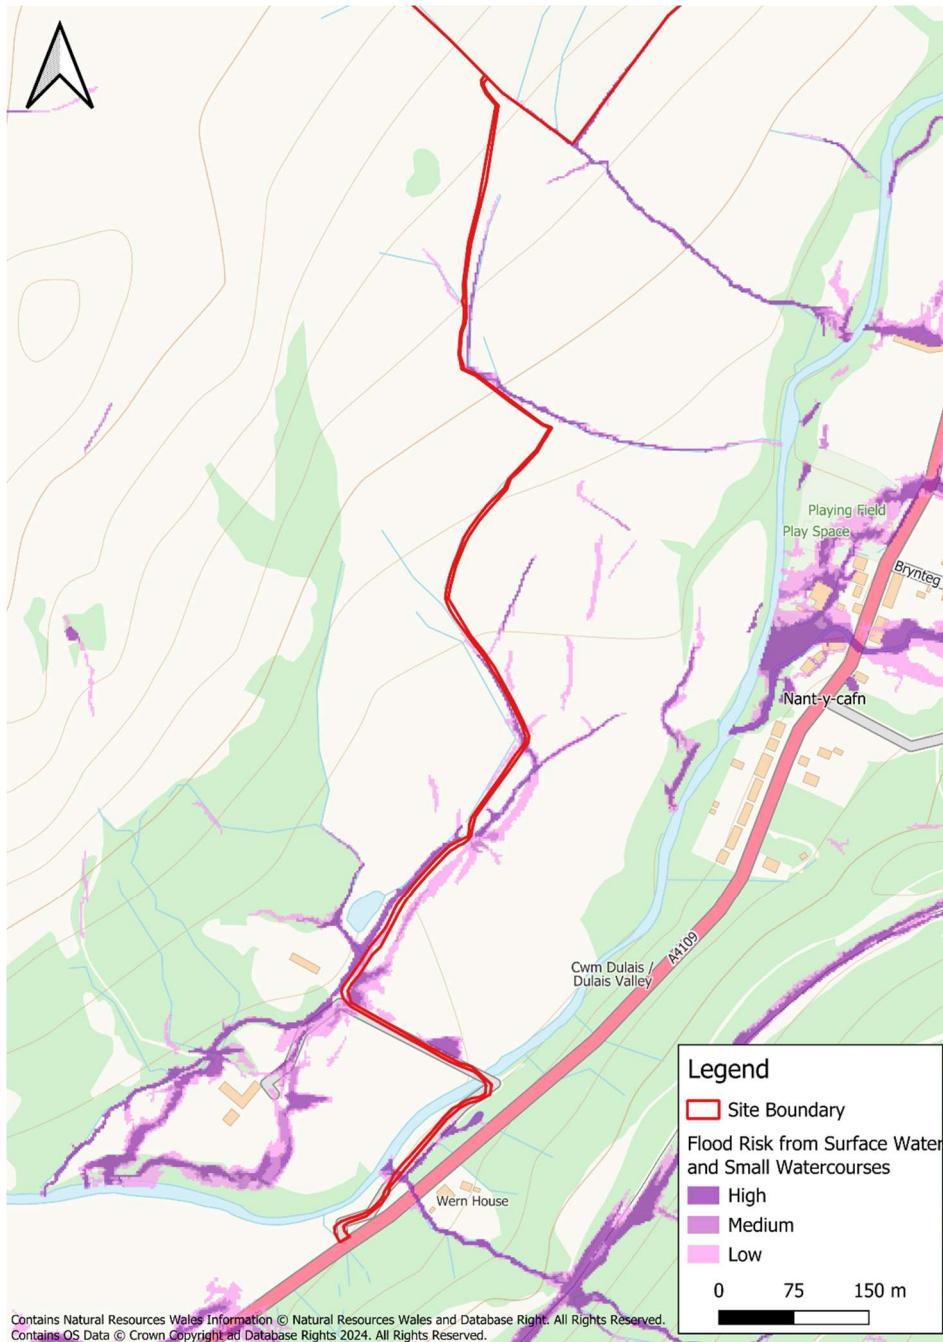 Playing Field
Play Space
Brynteg
Nant-y-cafn
A4109
Cwm Dulais /
Dulais Valley
Wern House
Legend
Site Boundary
Flood Risk from Surface Water
and Small Watercourses
High
Medium
Low
0 75 150 m
Contains Natural Resources Wales Information © Natural Resources Wales and Database Right. All Rights Reserved.
Contains OS Data © Crown Copyright ad Database Rights 2024. All Rights Reserved.